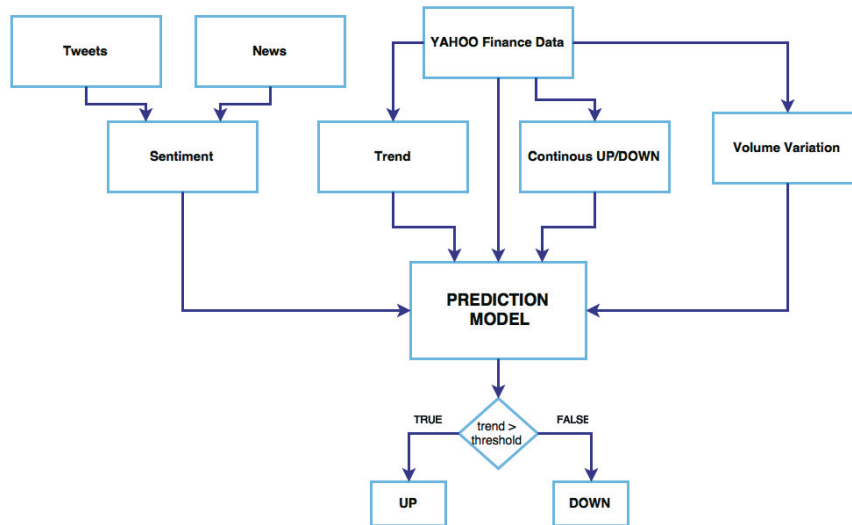 Tweets
News
YAHOO Finance Data
Sentiment
Trend
Continous UP/DOWN
Volume Variation
PREDICTION
MODEL
TRUE
trend >
threshold
FALSE
UP
DOWN